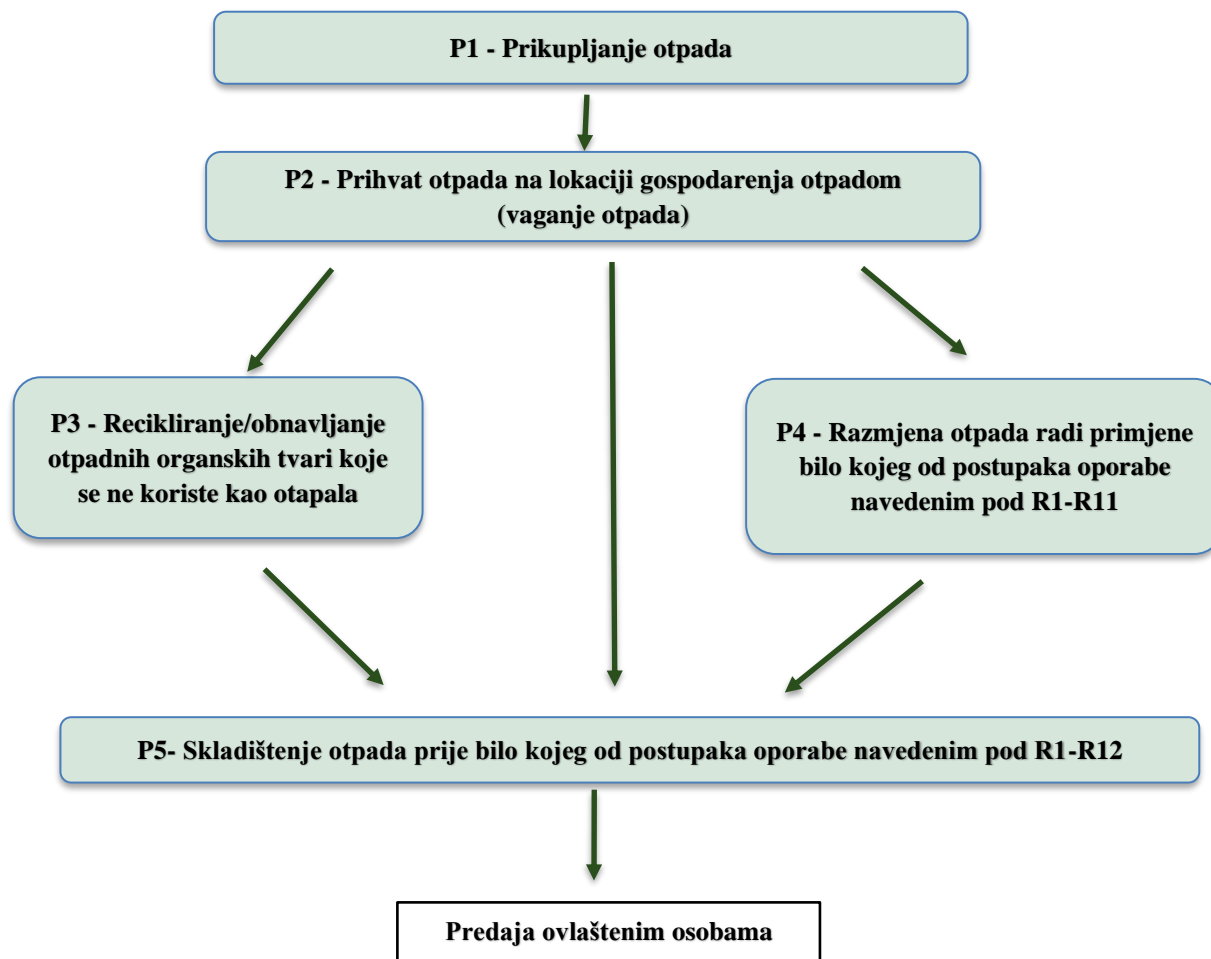 P1 - Prikupljanje otpada
P2 - Prihvat otpada na lokaciji gospodarenja otpadom
(vaganje otpada)
P3 - Recikliranje/obnavljanje
otpadnih organskih tvari koje
se ne koriste kao otapala
P4 - Razmjena otpada radi primjene
bilo kojeg od postupaka oporabe
navedenim pod R1-R11
P5- Skladištenje otpada prije bilo kojeg od postupaka oporabe navedenim pod R1-R12
Predaja ovlaštenim osobama